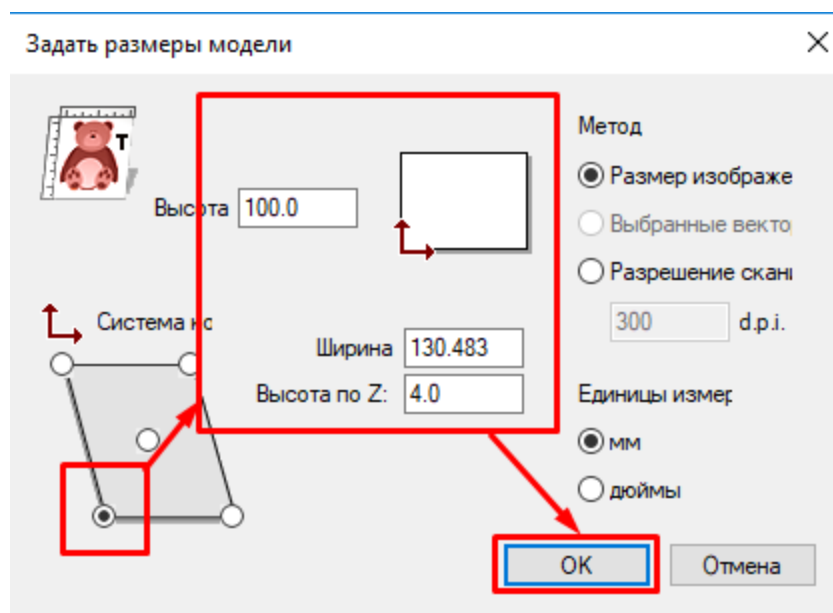 Задать размеры модели
T
Метод
Размер изображе
Высота 100.0
Выбранные векто
Разрешение скани
300 d.p.i.
Система
Ширина 130.483
Высота по Z: 4.0
Единицы измер
мм
дюймы
OK
Отмена